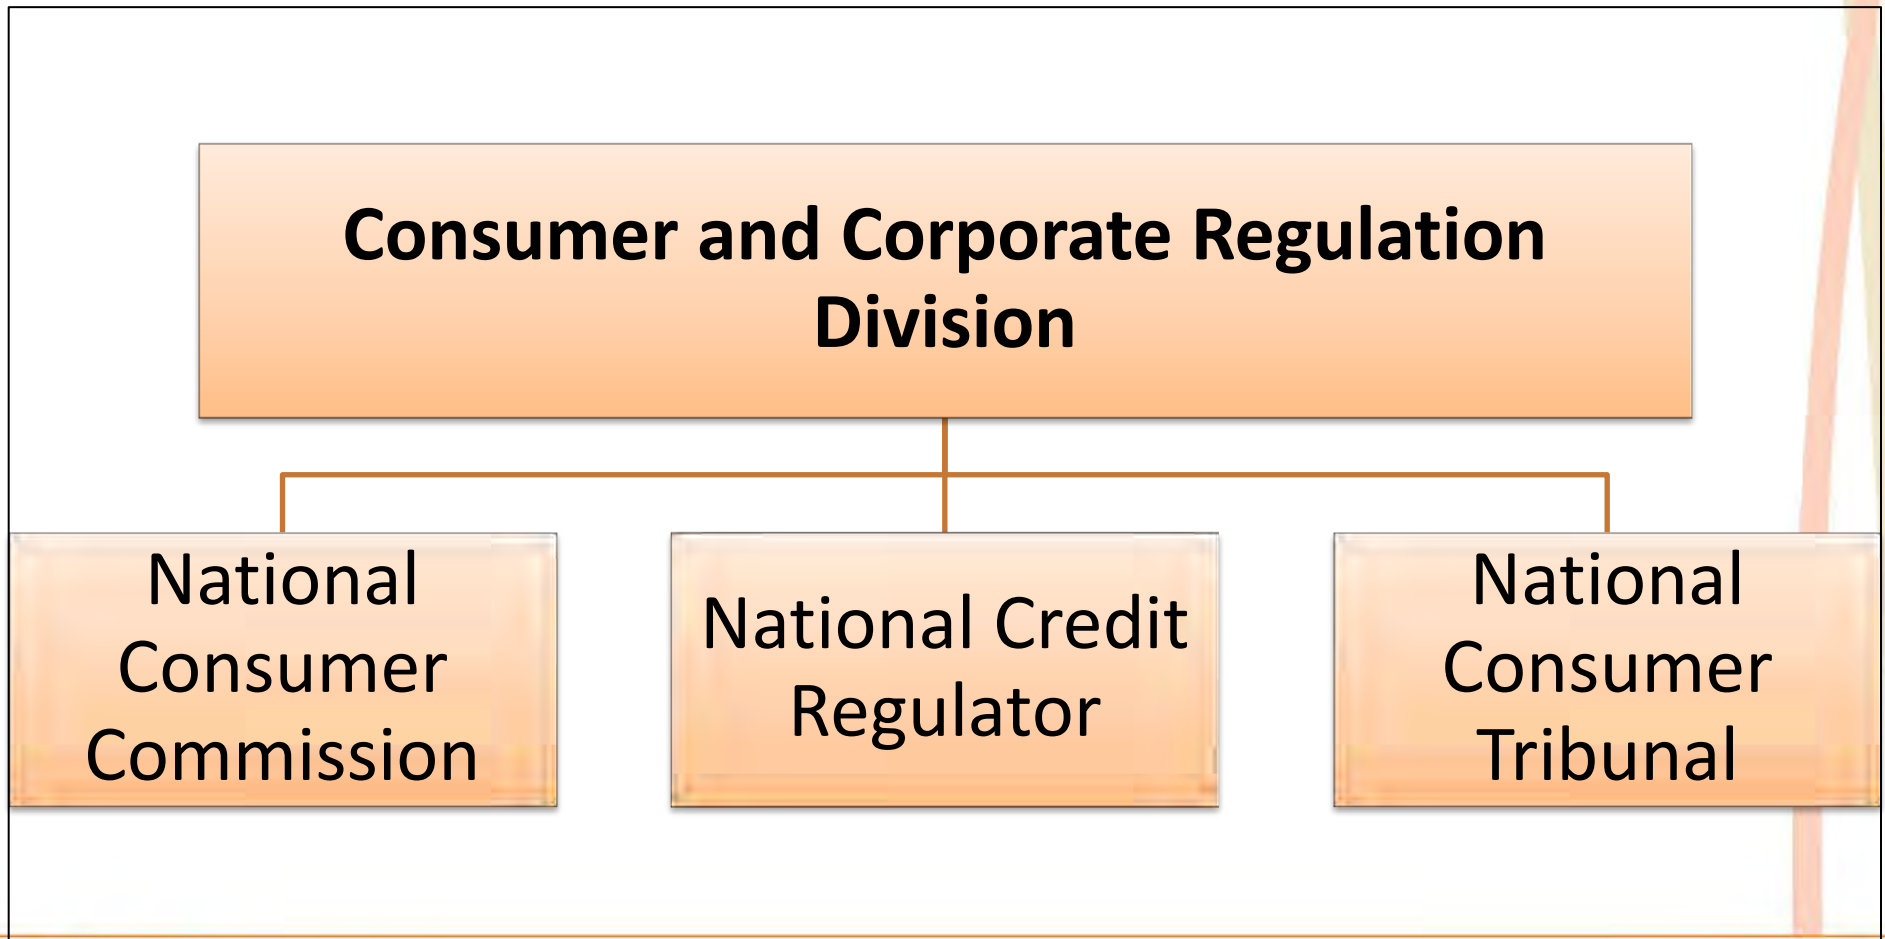 Consumer and Corporate Regulation
Division
National
Consumer
Commission
National Credit
Regulator
National
Consumer
Tribunal